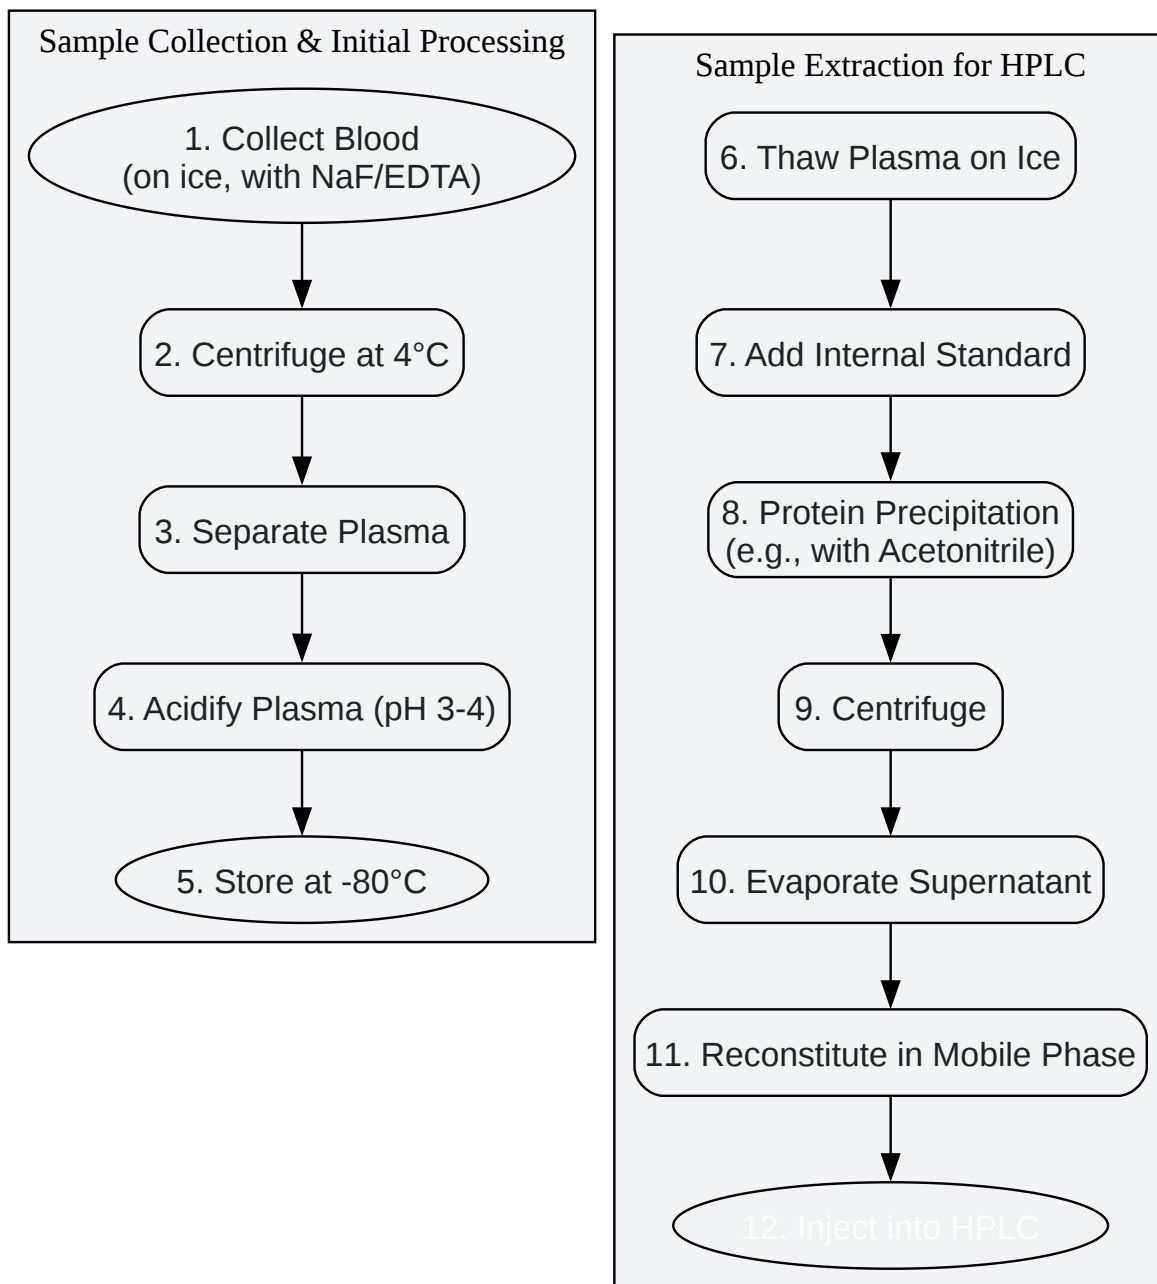 Sample Collection & Initial Processing
1. Collect Blood
(on ice, with NaF/EDTA)
2. Centrifuge at 4°C
3. Separate Plasma
4. Acidify Plasma (pH 3-4)
5. Store at -80°C
Sample Extraction for HPLC
6. Thaw Plasma on Ice
7. Add Internal Standard
8. Protein Precipitation
(e.g., with Acetonitrile)
9. Centrifuge
10. Evaporate Supernatant
11. Reconstitute in Mobile Phase
12. Inject into HPLC